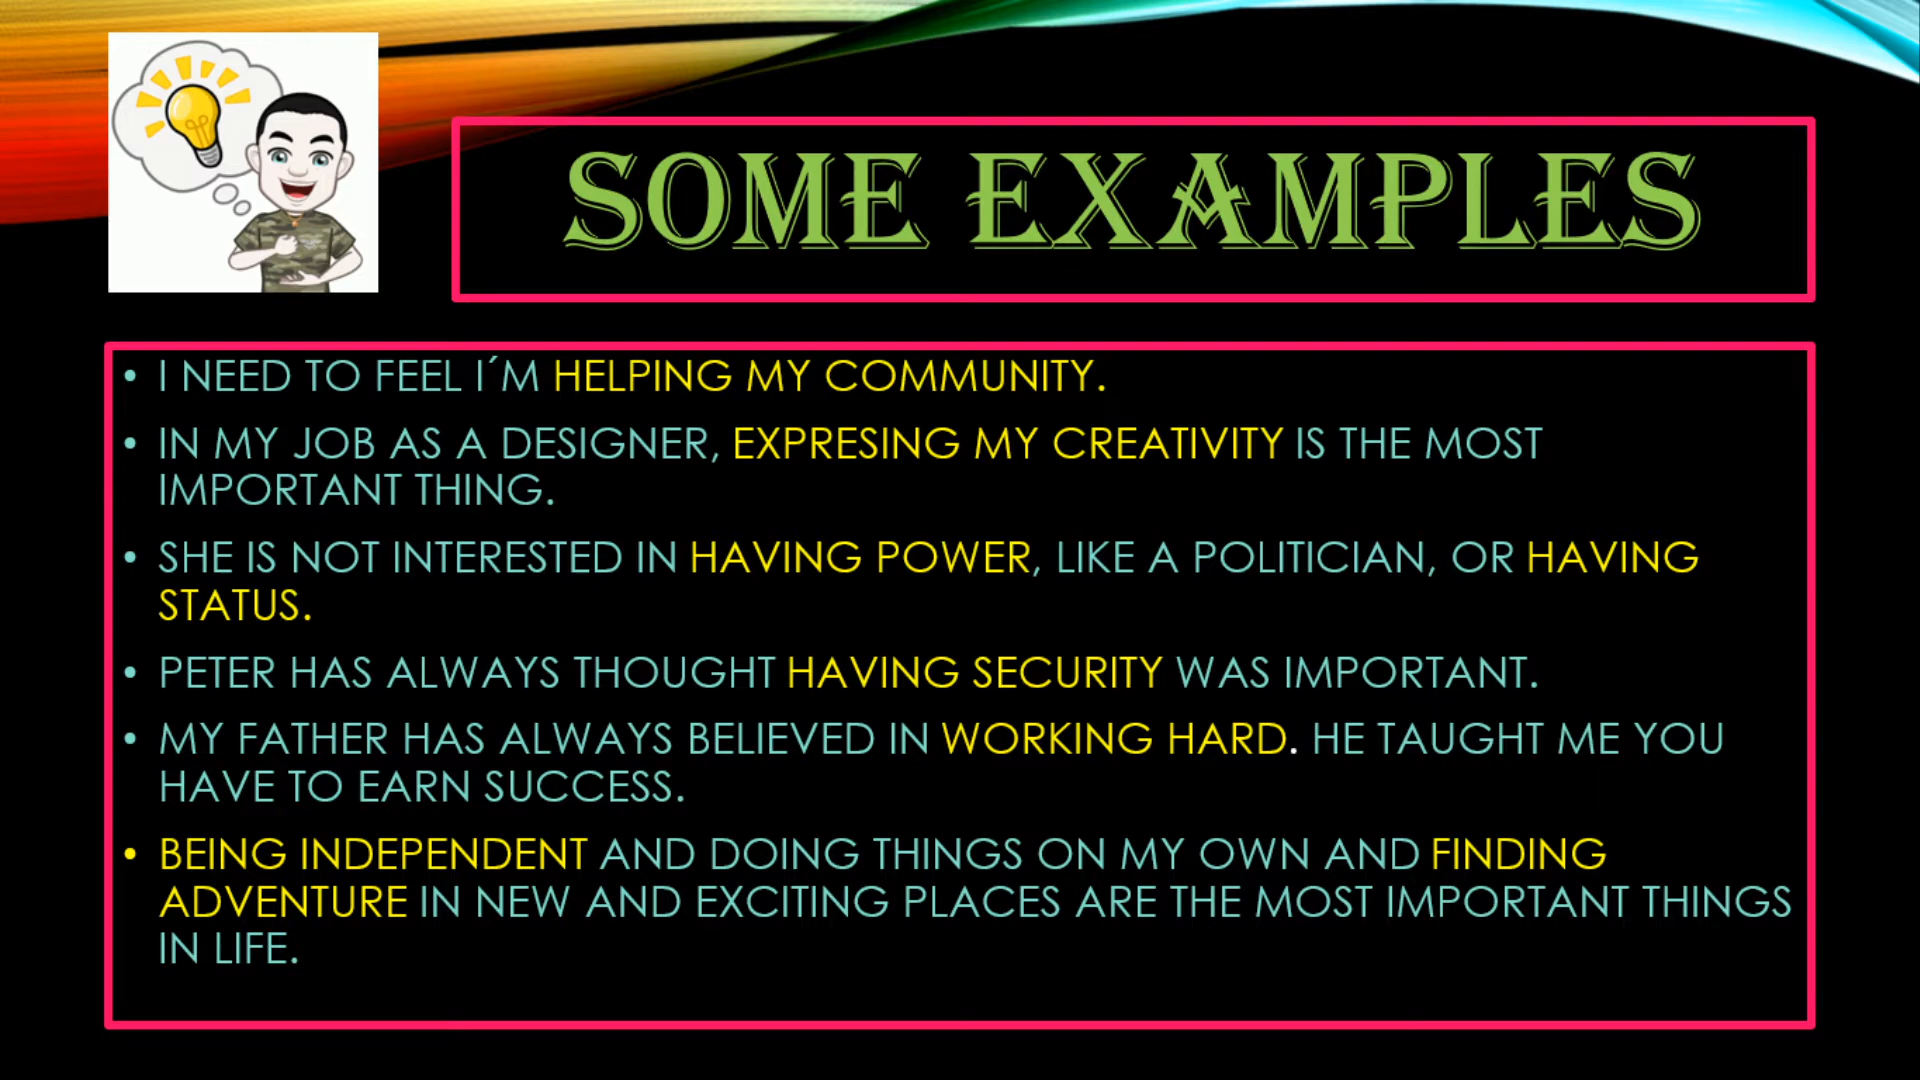 SOME EXAMPLES
• I NEED TO FEEL I´M HELPING MY COMMUNITY.
• IN MY JOB AS A DESIGNER, EXPRESING MY CREATIVITY IS THE MOST
IMPORTANT THING.
• SHE IS NOT INTERESTED IN HAVING POWER, LIKE A POLITICIAN, OR HAVING
STATUS.
• PETER HAS ALWAYS THOUGHT HAVING SECURITY WAS IMPORTANT.
• MY FATHER HAS ALWAYS BELIEVED IN WORKING HARD. HE TAUGHT ME YOU
HAVE TO EARN SUCCESS.
• BEING INDEPENDENT AND DOING THINGS ON MY OWN AND FINDING
ADVENTURE IN NEW AND EXCITING PLACES ARE THE MOST IMPORTANT THINGS
IN LIFE.